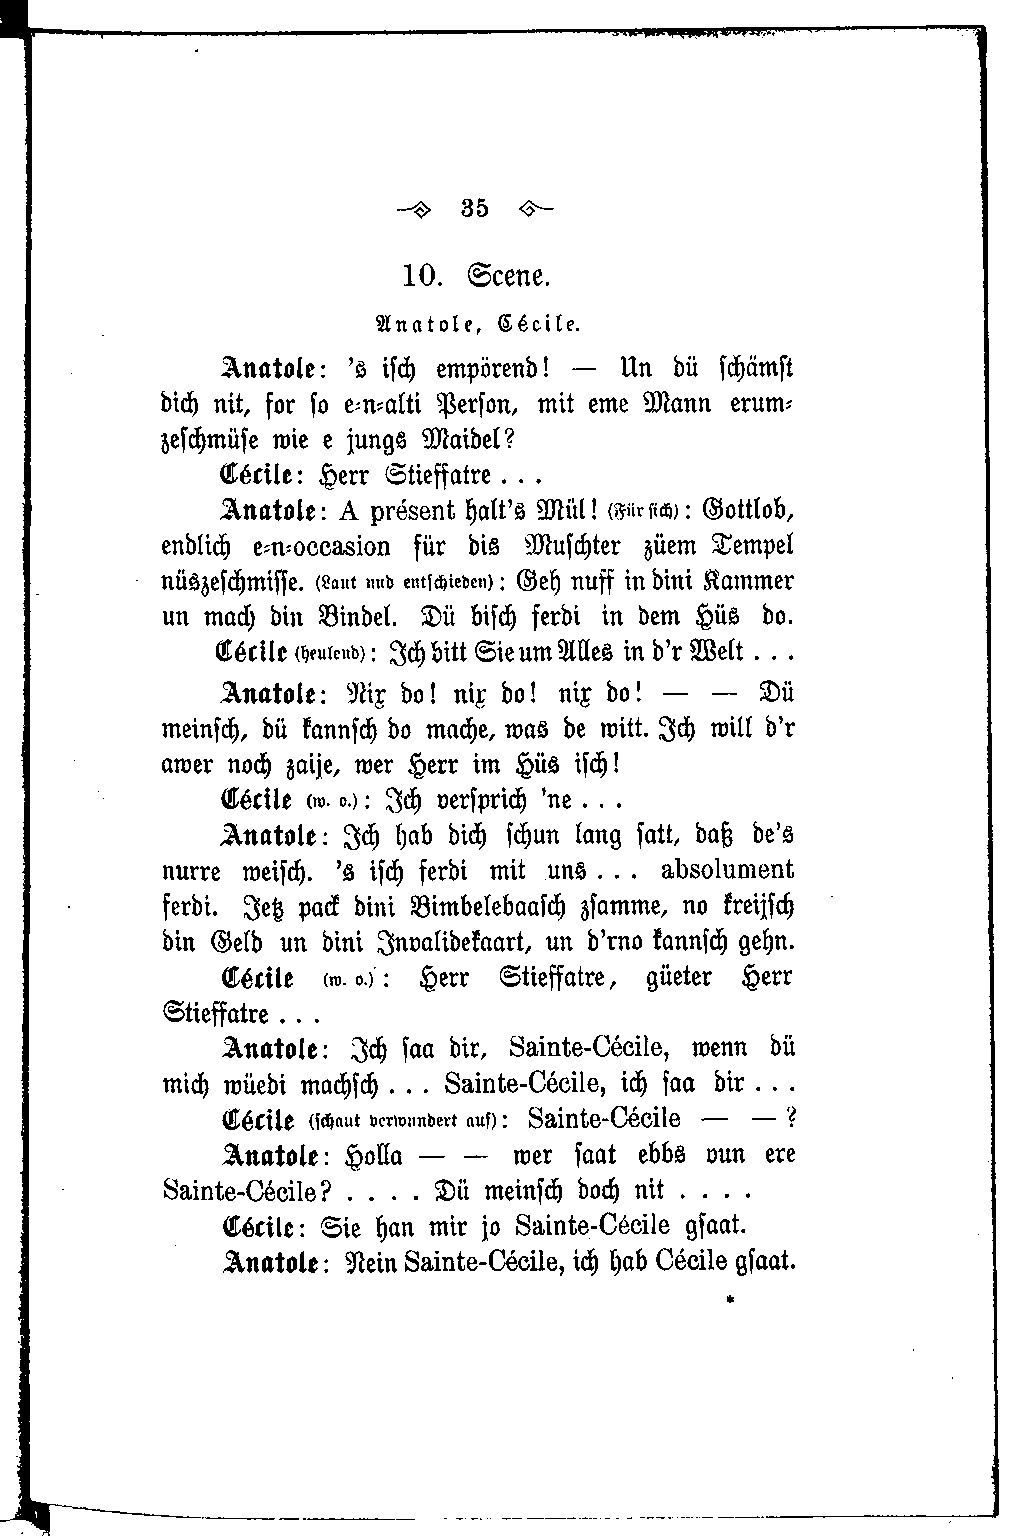 35
10. Scene.
Anatole, Cécile.
Anatole: 's isch empörend! — Un dü schämst
dich nit, for so e-n-alti Person, mit eme Mann erum-
zeschmüse wie e jungs Maidel?
Cécile: Herr Stieffatre . . .
Anatole: A présent halt's Mül! (Für sich): Gottlob,
endlich e-n-occasion für dis Muschter züem Tempel
nüszeschmisse. (Laut und entschieden): Geh nuff in dini Kammer
un mach din Bindel. Dü bisch ferdi in dem Hüs do.
Cécile (heulend): Ich bitt Sie um Alles in d'r Welt . . .
Anatole: Nix do! nix do! nix do! — — Dü
meinsch, dü kannsch do mache, was de witt. Ich will d'r
awer noch zaije, wer Herr im Hüs isch!
Cécile (w. o.): Ich versprich 'ne . . .
Anatole: Ich hab dich schun lang satt, daß de's
nurre weisch. 's isch ferdi mit uns . . . absolument
ferdi. Jetz pack dini Bimbelebaasch zsamme, no kreijsch
din Geld un dini Invalidekaart, un d'rno kannsch gehn.
Cécile (w. o.): Herr Stieffatre, güeter Herr
Stieffatre . . .
Anatole: Ich saa dir, Sainte-Cécile, wenn dü
mich wüedi machsch . . . Sainte-Cécile, ich saa dir . . .
Cécile (schaut verwundert auf): Sainte-Cécile — — ?
Anatole: Holla — — wer saat ebbs vun ere
Sainte-Cécile? . . . . Dü meinsch doch nit . . . .
Cécile: Sie han mir jo Sainte-Cécile gsaat.
Anatole: Nein Sainte-Cécile, ich hab Cécile gsaat.
*